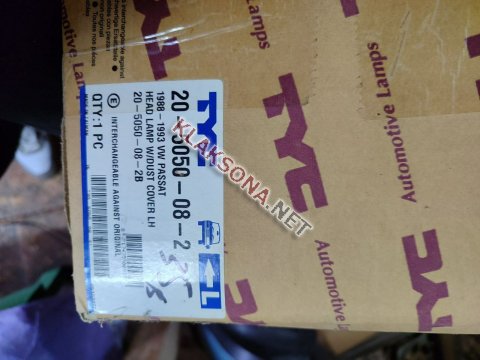 TYC
20-5050-08-2
1988-1993 VW PASSAT
HEAD LAMP W/DUST COVER LH
20-5050-08-2B
INTERCHANGEABLE AGAINST ORIGINAL
QTY:1 PC
L
KLAKSONA.NET
TYC
Automotive Lamps
TYC
Automotive Lamps
Lamps